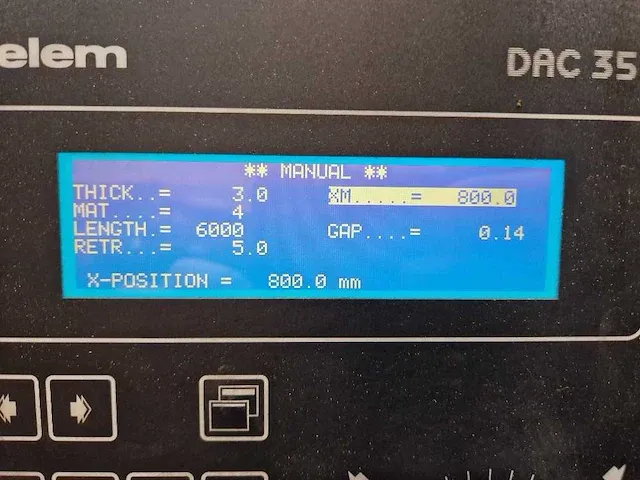 elem
DAC 35
** MANUAL **
THICK..= 3.0 XM.....= 800.0
MAT....= 4
LENGTH.= 6000 GAP....= 0.14
RETR...= 5.0
X-POSITION = 800.0 mm